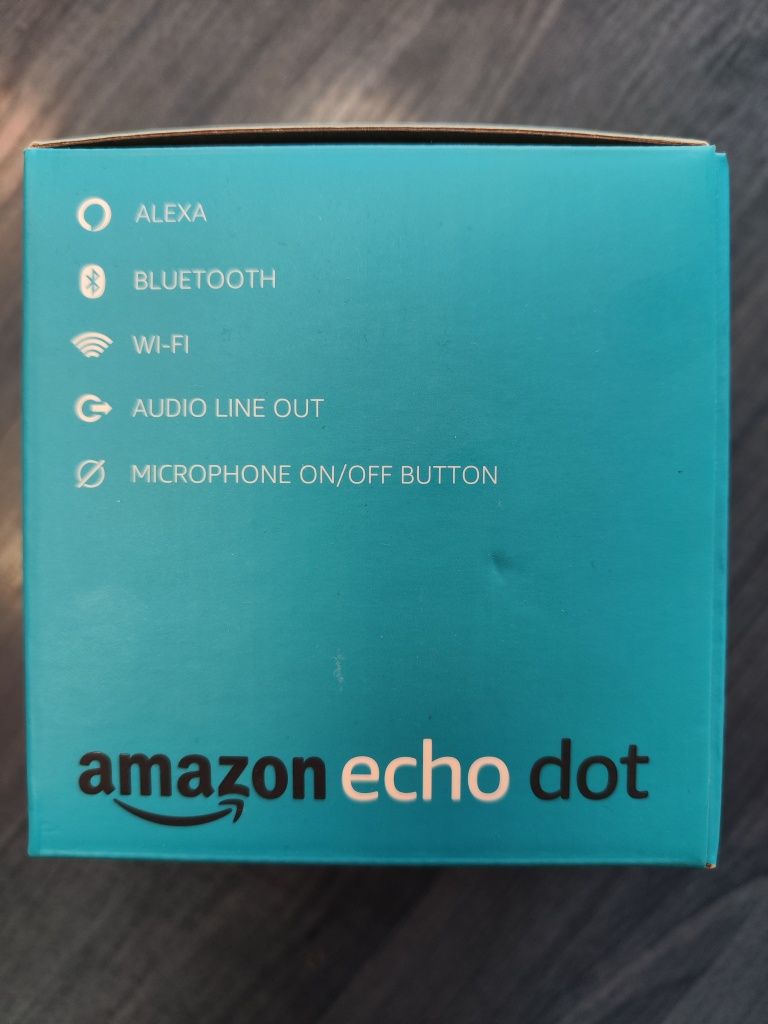 ALEXA
BLUETOOTH
WI-FI
AUDIO LINE OUT
MICROPHONE ON/OFF BUTTON
amazon echo dot